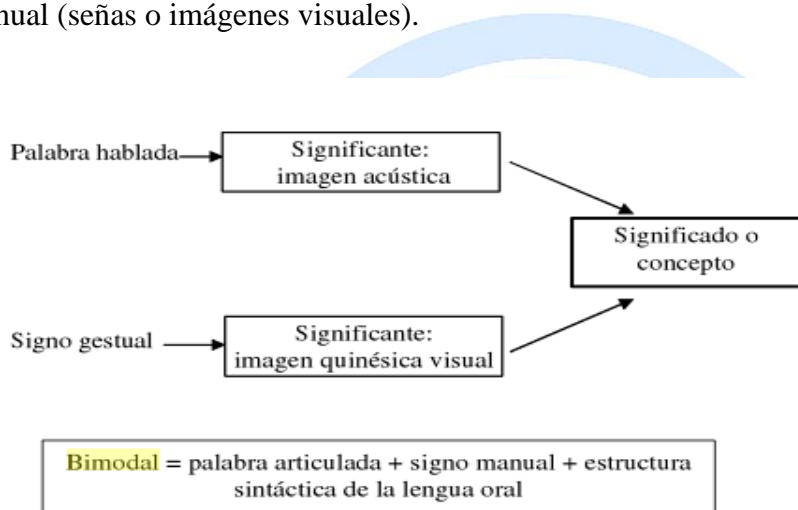 (señas o imágenes visuales).
Palabra hablada
Significante:
imagen acústica
Significado o
concepto
Signo gestual
Significante:
imagen quinésica visual
Bimodal = palabra articulada + signo manual + estructura
sintáctica de la lengua oral